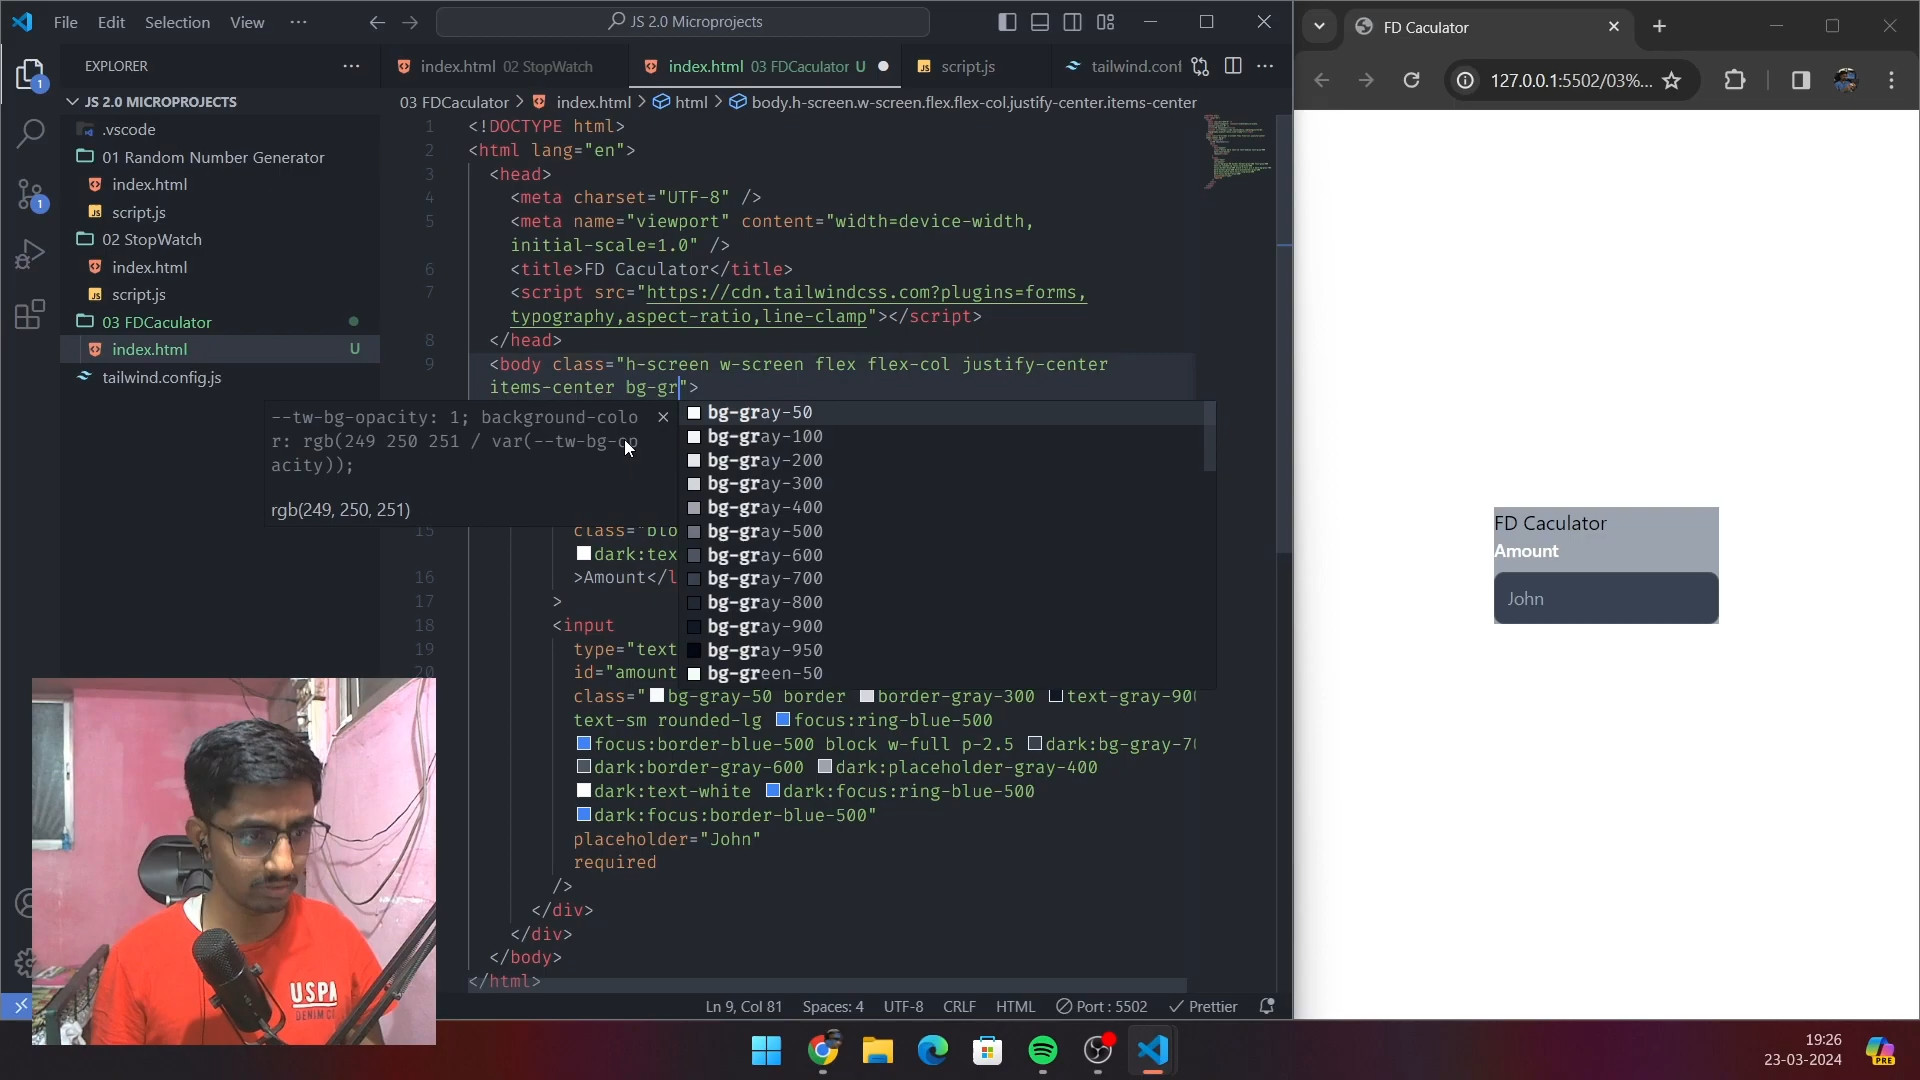 File Edit Selection View ···
JS 2.0 Microprojects
EXPLORER
JS 2.0 MICROPROJECTS
.vscode
01 Random Number Generator
index.html
script.js
02 StopWatch
index.html
script.js
03 FDCaculator
index.html U
tailwind.config.js
1
1
index.html 02 StopWatch
index.html 03 FDCaculator U
script.js
tailwind.conf
03 FDCaculator > index.html > html > body.h-screen.w-screen.flex.flex-col.justify-center.items-center
1 <!DOCTYPE html>
2 <html lang="en">
3 <head>
4 <meta charset="UTF-8" />
5 <meta name="viewport" content="width=device-width,
initial-scale=1.0" />
6 <title>FD Caculator</title>
7 <script src="https://cdn.tailwindcss.com?plugins=forms,
typography,aspect-ratio,line-clamp"></script>
8 </head>
9 <body class="h-screen w-screen flex flex-col justify-center
items-center bg-gr">
--tw-bg-opacity: 1; background-colo
r: rgb(249 250 251 / var(--tw-bg-op
acity));
rgb(249, 250, 251)
bg-gray-50
bg-gray-100
bg-gray-200
bg-gray-300
bg-gray-400
bg-gray-500
bg-gray-600
bg-gray-700
bg-gray-800
bg-gray-900
bg-gray-950
bg-green-50
15 class="blo
dark:tex
16 >Amount</l
17 >
18 <input
19 type="text
20 id="amount
class="bg-gray-50 border border-gray-300 text-gray-90
text-sm rounded-lg focus:ring-blue-500
focus:border-blue-500 block w-full p-2.5 dark:bg-gray-7
dark:border-gray-600 dark:placeholder-gray-400
dark:text-white dark:focus:ring-blue-500
dark:focus:border-blue-500"
placeholder="John"
required
/>
</div>
</div>
</body>
</html>
Ln 9, Col 81 Spaces: 4 UTF-8 CRLF HTML Port : 5502 Prettier
FD Caculator
127.0.0.1:5502/03%...
FD Caculator
Amount
John
USPA
DENIM C
19:26
23-03-2024
PRE